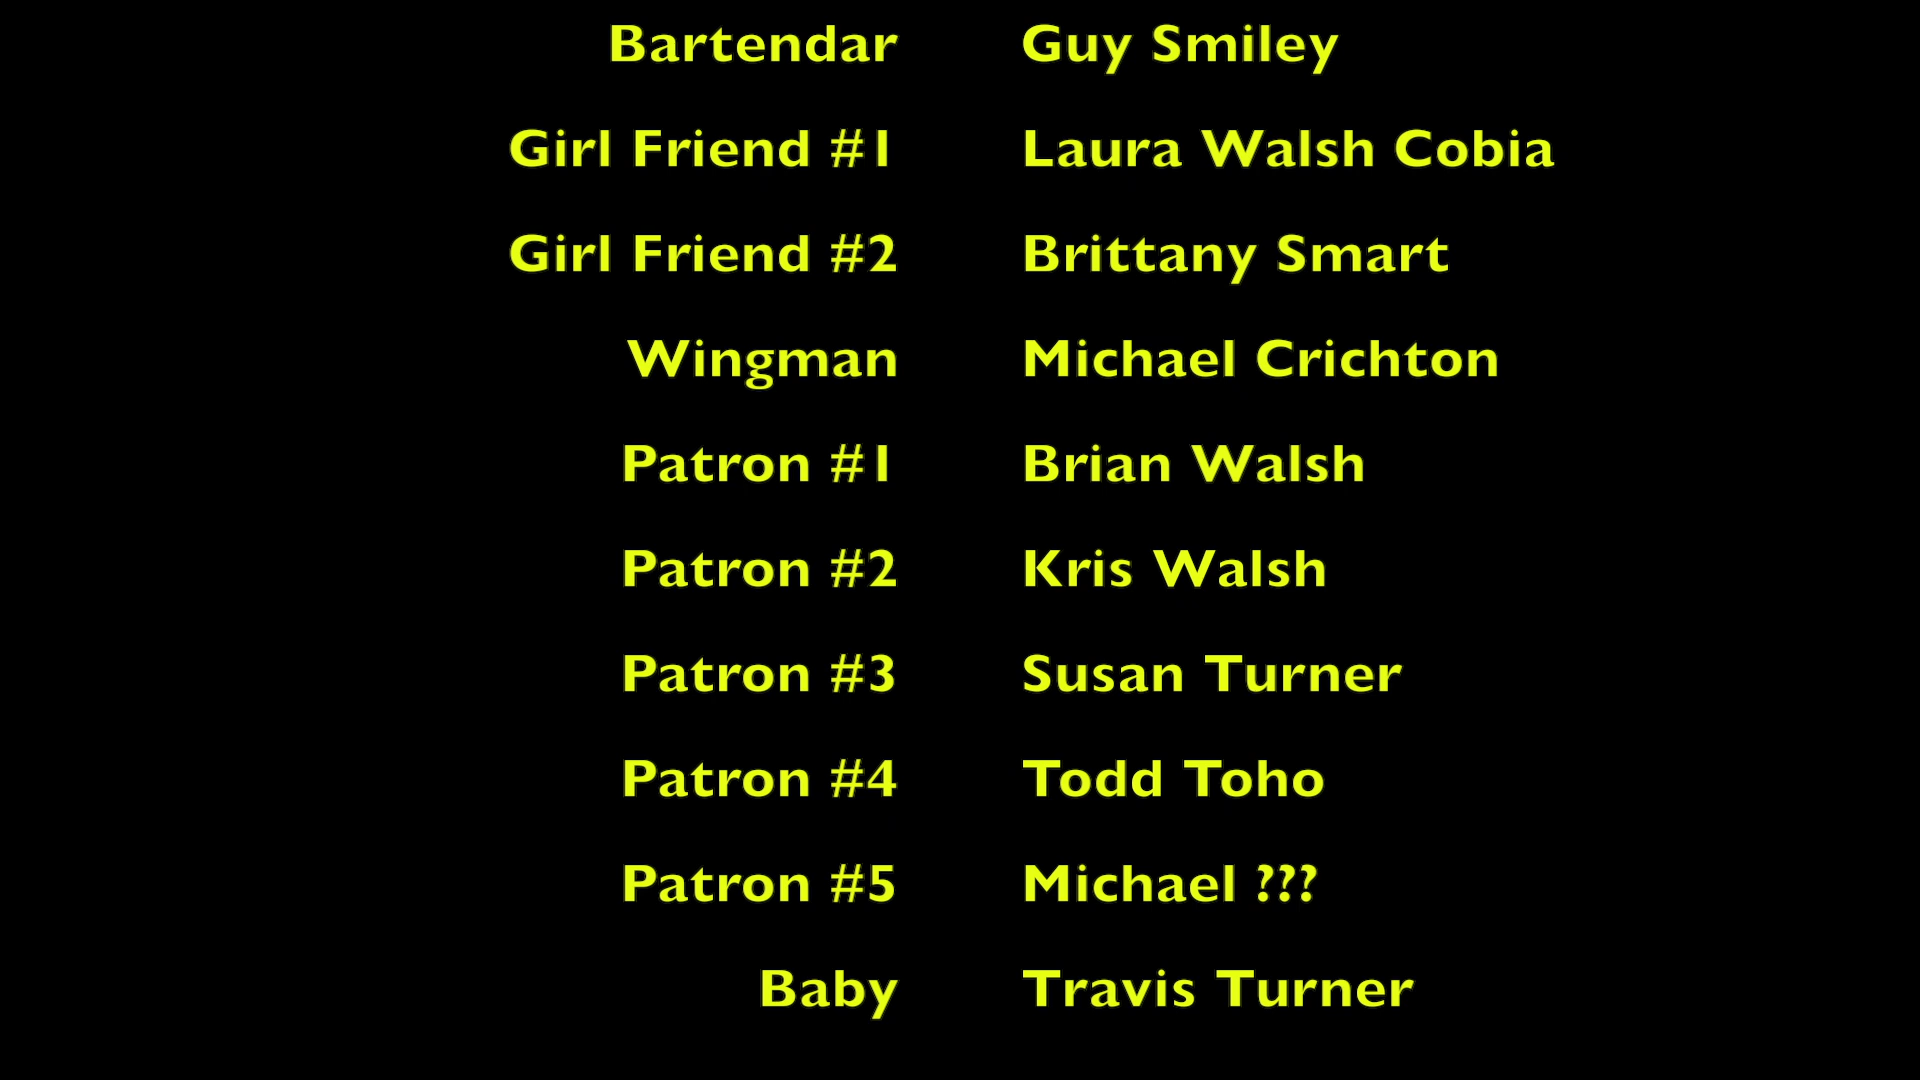 Bartendar Guy Smiley
Girl Friend #1 Laura Walsh Cobia
Girl Friend #2 Brittany Smart
Wingman Michael Crichton
Patron #1 Brian Walsh
Patron #2 Kris Walsh
Patron #3 Susan Turner
Patron #4 Todd Toho
Patron #5 Michael ???
Baby Travis Turner